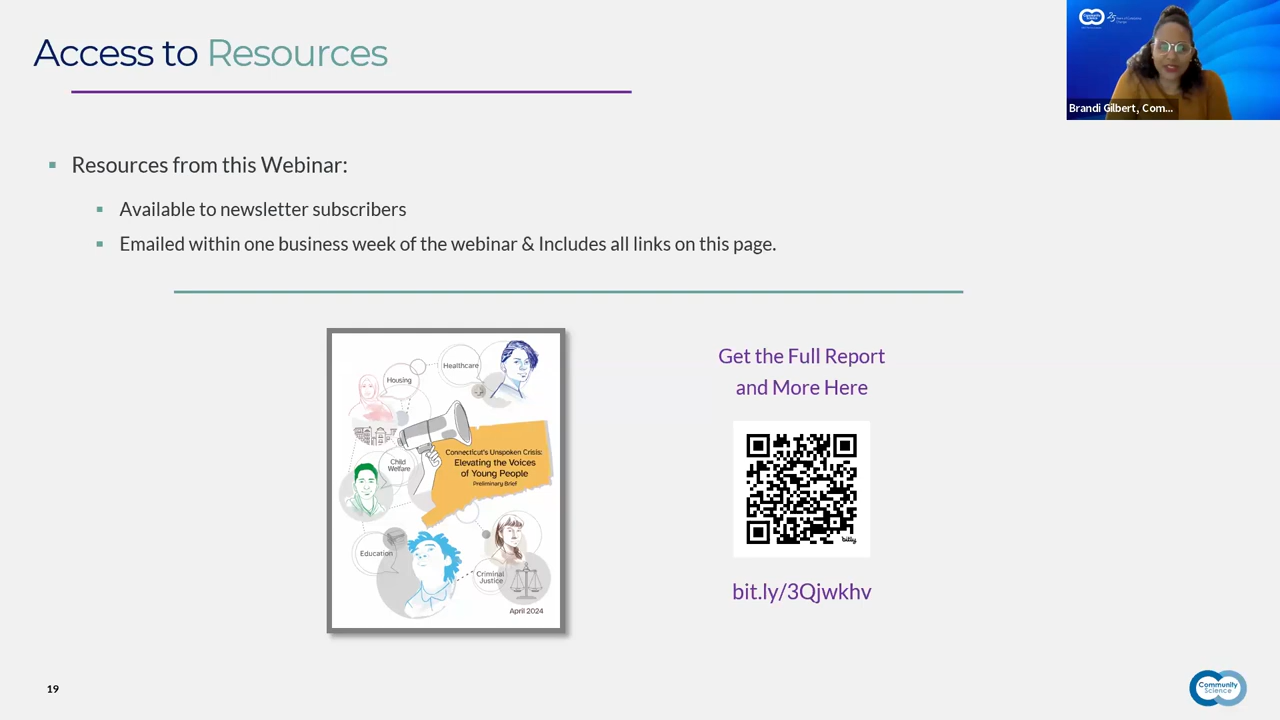 Access to Resources
Brandi Gilbert, Com...
Resources from this Webinar:
Available to newsletter subscribers
Emailed within one business week of the webinar & Includes all links on this page.
Healthcare
Housing
Connecticut's Unspoken Crisis:
Elevating the Voices
of Young People
Preliminary Brief
Child
Welfare
Education
Criminal
Justice
April 2024
Get the Full Report
and More Here
bitly
bit.ly/3Qjwkhv
19
Community
Science